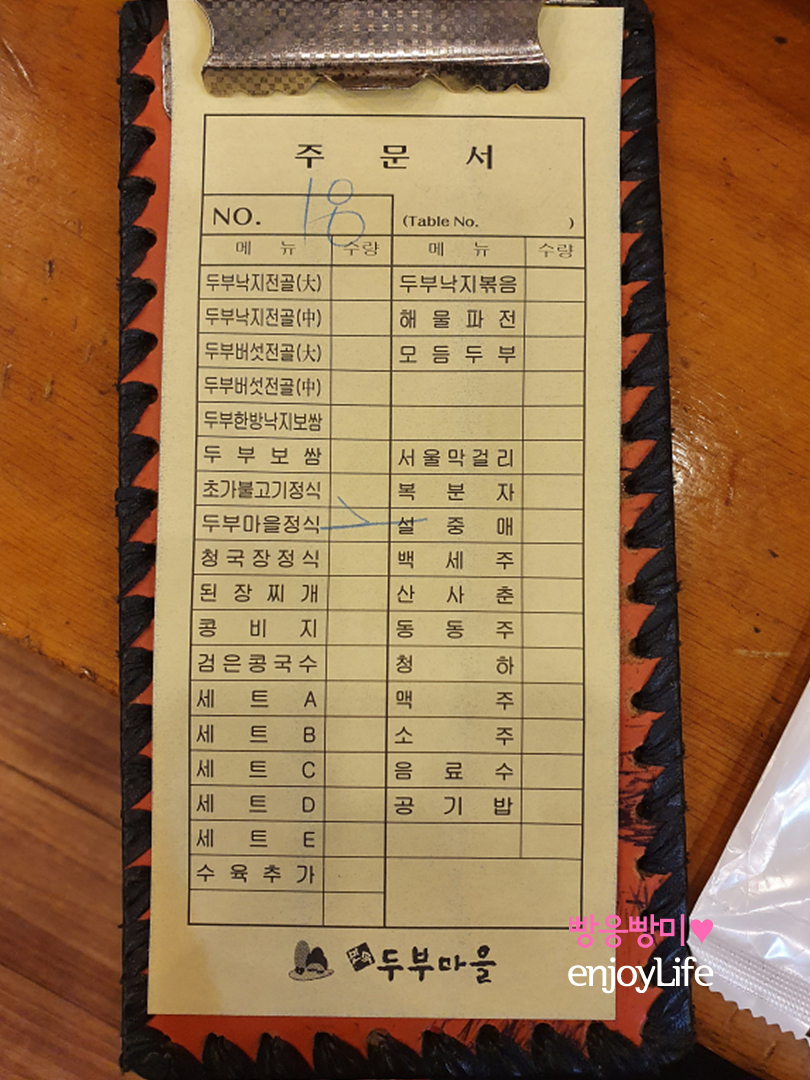 주 문 서
NO. 18 (Table No. )
메 뉴 수량 메 뉴 수량
두부낙지전골(大) 두부낙지볶음
두부낙지전골(中) 해 물 파 전
두부버섯전골(大) 모 듬 두 부
두부버섯전골(中)
두부한방낙지보쌈
두 부 보 쌈 서울막걸리
초가불고기정식 복 분 자
두부마을정식 설 중 매
청국장정식 백 세 주
된 장 찌 개 산 사 춘
콩 비 지 동 동 주
검은콩국수 청 하
세 트 A 맥 주
세 트 B 소 주
세 트 C 음 료 수
세 트 D 공 기 밥
세 트 E
수 육 추 가
두부마을
빵웅빵미♥
enjoyLife